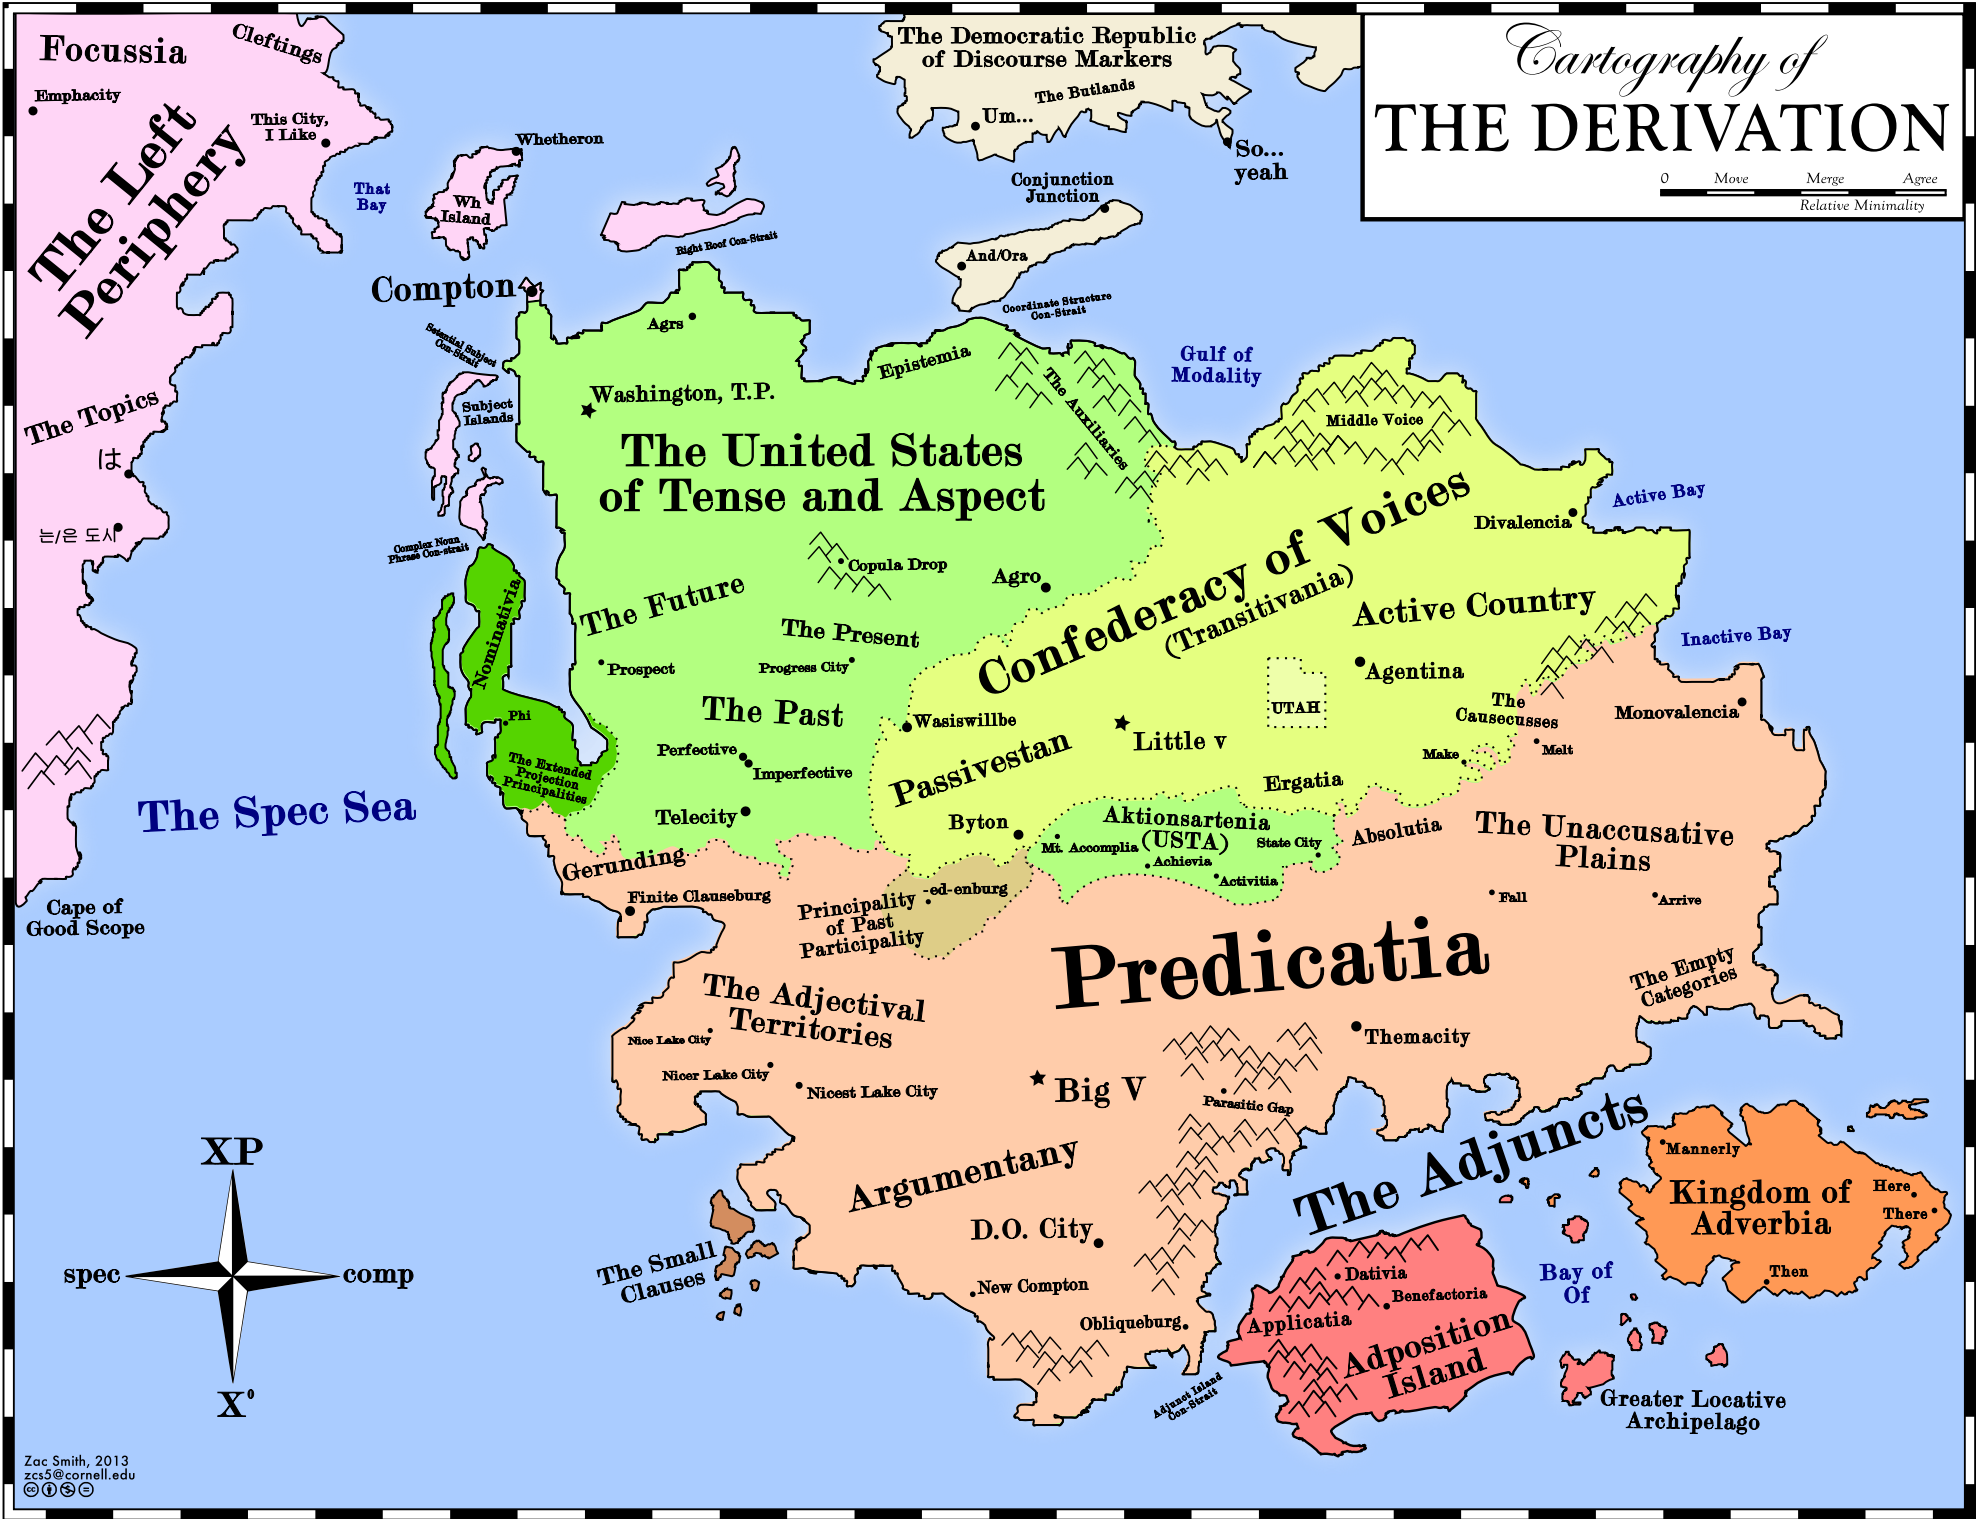 Cartography of
THE DERIVATION
0 Move Merge Agree
Relative Minimality
Focussia
Cleftings
Emphacity
This City,
I Like
The Left
Periphery
That
Bay
Whetheron
Wh
Island
Right Roof Con-Strait
The Democratic Republic
of Discourse Markers
The Butlands
Um...
So...
yeah
Conjunction
Junction
And/Ora
Coordinate Structure
Con-Strait
Compton
Sentential Subject
Con-Strait
Subject
Islands
The Topics
は
는/은 도시
Complex Noun
Phrase Con-strait
Nominativia
Phi
The Extended
Projection
Principalities
The Spec Sea
Cape of
Good Scope
Agrs
Washington, T.P.
Epistemia
The Auxiliaries
The United States
of Tense and Aspect
Copula Drop
Agro
The Future
The Present
Prospect
Progress City
The Past
Perfective
Imperfective
Telecity
Gulf of
Modality
Middle Voice
Confederacy of Voices
(Transitivania)
Divalencia
Active Bay
Active Country
Inactive Bay
Agentina
UTAH
The
Causecusses
Monovalencia
Make
Melt
Wasiswillbe
Little v
Passivestan
Ergatia
Byton
Aktionsartenia
(USTA)
Mt. Accomplia
State City
Achievia
Activitia
Absolutia
The Unaccusative
Plains
Fall
Arrive
Gerunding
Finite Clauseburg
-ed-enburg
Principality
of Past
Participality
Predicatia
The Empty
Categories
The Adjectival
Territories
Nice Lake City
Nicer Lake City
Nicest Lake City
Themacity
Big V
Parasitic Gap
Argumentany
D.O. City
New Compton
Obliqueburg
The Small
Clauses
The Adjuncts
Mannerly
Kingdom of
Adverbia
Here
There
Then
Dativia
Benefactoria
Applicatia
Adposition
Island
Bay of
Of
Greater Locative
Archipelago
Adjunct Island
Con-Strait
XP
spec
comp
X⁰
Zac Smith, 2013
zcs5@cornell.edu